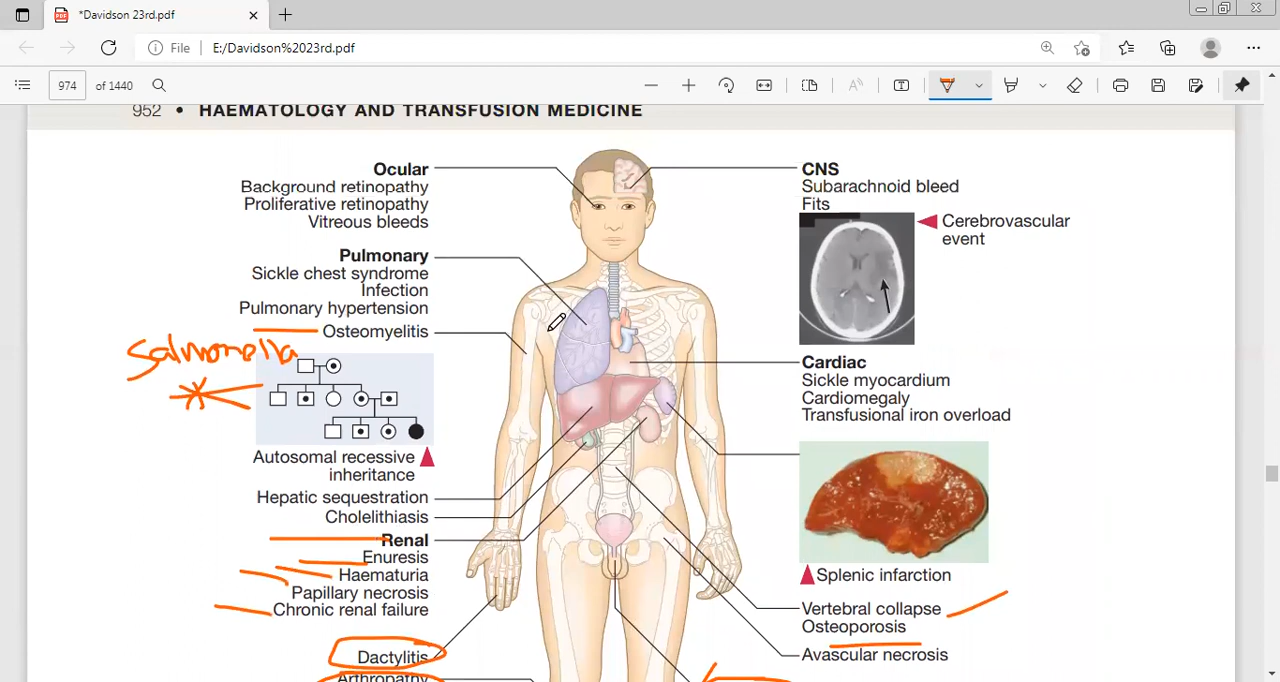 *Davidson 23rd.pdf
File E:/Davidson%2023rd.pdf
974 of 1440
952 • HAEMATOLOGY AND TRANSFUSION MEDICINE
Ocular
Background retinopathy
Proliferative retinopathy
Vitreous bleeds
Pulmonary
Sickle chest syndrome
Infection
Pulmonary hypertension
Osteomyelitis
Salmonella
Autosomal recessive
inheritance
Hepatic sequestration
Cholelithiasis
Renal
Enuresis
Haematuria
Papillary necrosis
Chronic renal failure
Dactylitis
Arthropathy
CNS
Subarachnoid bleed
Fits
Cerebrovascular
event
Cardiac
Sickle myocardium
Cardiomegaly
Transfusional iron overload
Splenic infarction
Vertebral collapse
Osteoporosis
Avascular necrosis